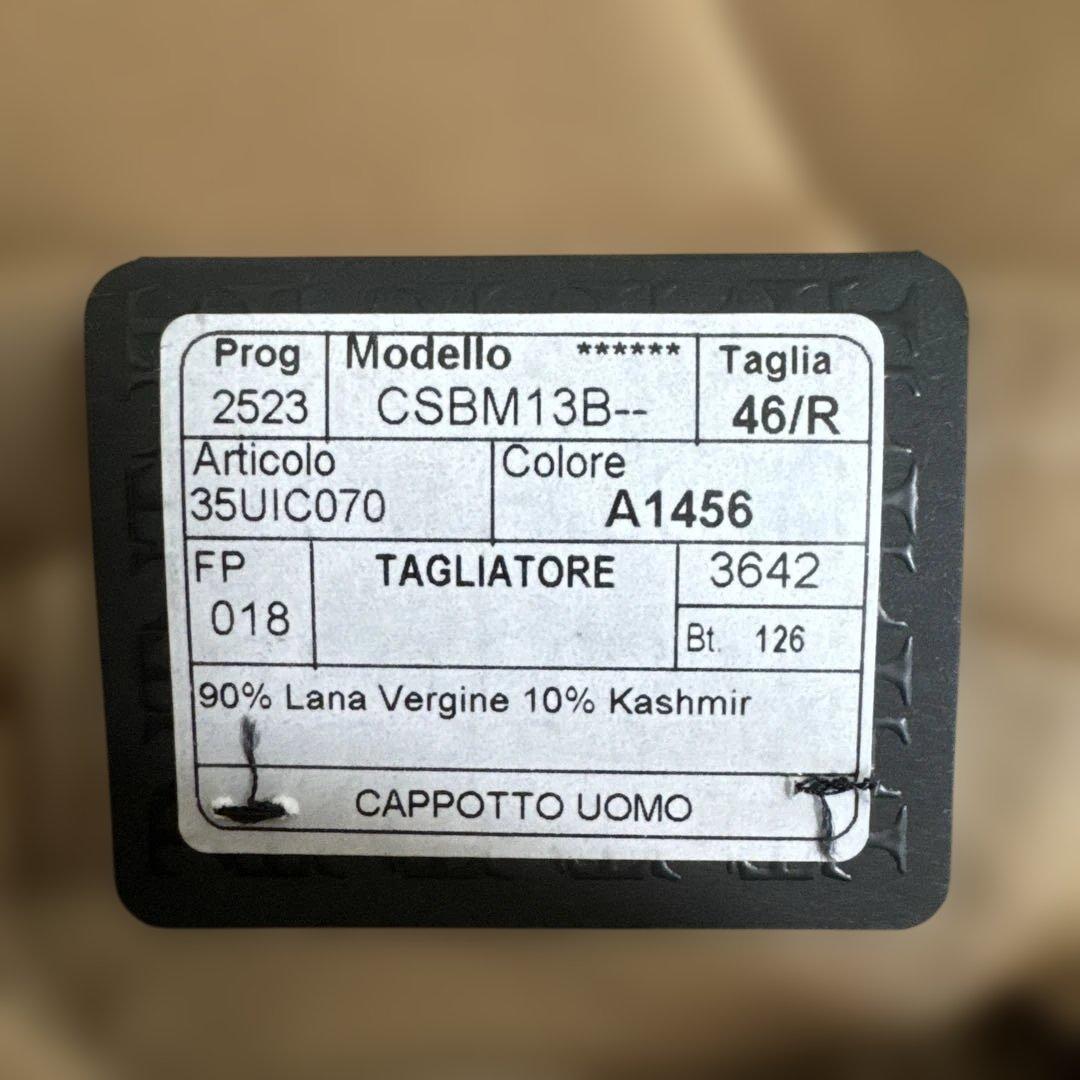 Prog Modello ****** Taglia
2523 CSBM13B-- 46/R
Articolo Colore
35UIC070 A1456
FP TAGLIATORE 3642
018 Bt. 126
90% Lana Vergine 10% Kashmir
CAPPOTTO UOMO